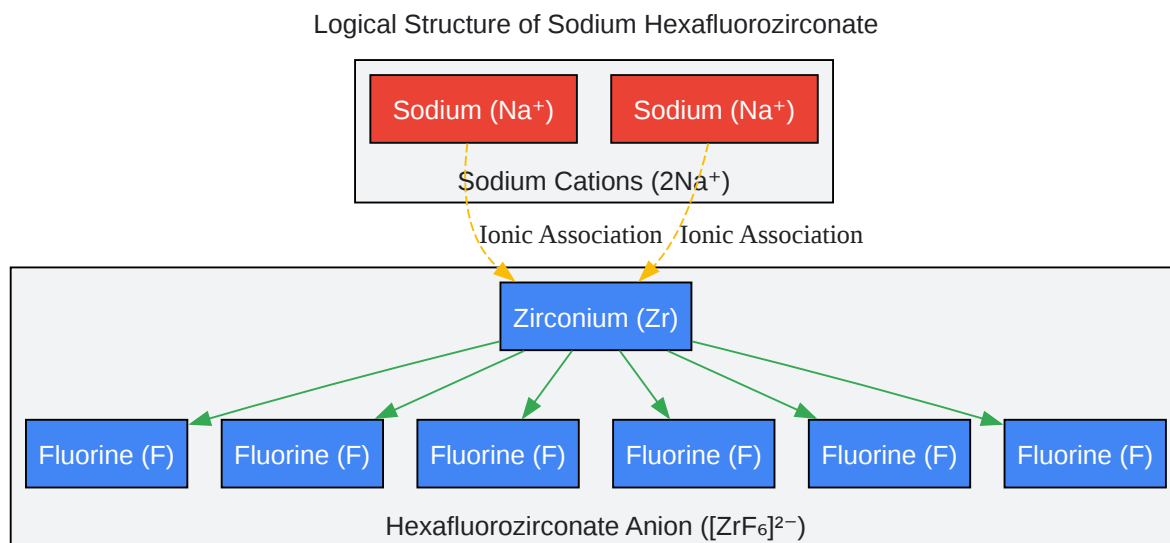 Logical Structure of Sodium Hexafluorozirconate
Sodium (Na⁺)
Sodium (Na⁺)
Sodium Cations (2Na⁺)
Ionic Association
Ionic Association
Zirconium (Zr)
Fluorine (F)
Fluorine (F)
Fluorine (F)
Fluorine (F)
Fluorine (F)
Fluorine (F)
Hexafluorozirconate Anion ([ZrF₆]²⁻)